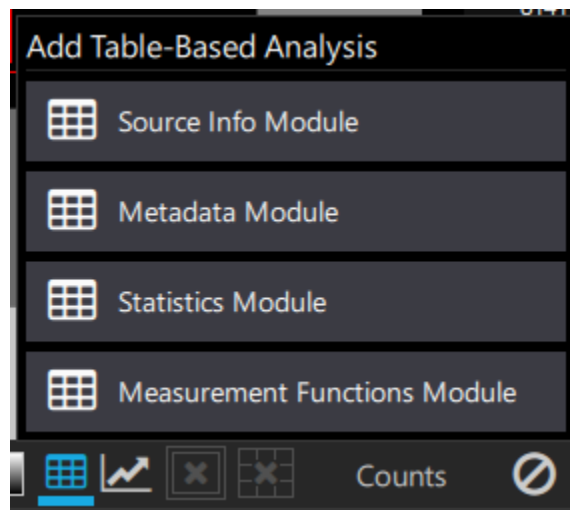 Add Table-Based Analysis
Source Info Module
Metadata Module
Statistics Module
Measurement Functions Module
Counts